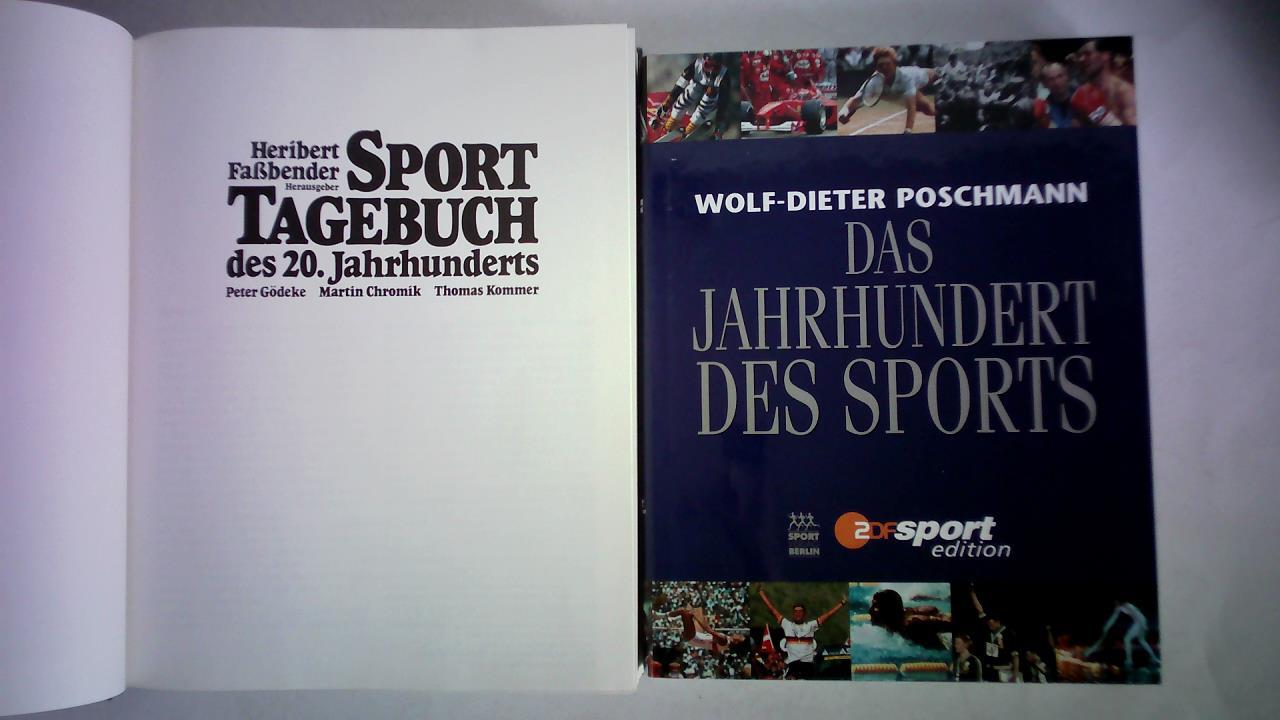 Heribert
Faßbender
Herausgeber
SPORT
TAGEBUCH
des 20. Jahrhunderts
Peter Gödeke Martin Chromik Thomas Kommer
WOLF-DIETER POSCHMANN
DAS
JAHRHUNDERT
DES SPORTS
SPORT
BERLIN
2DFsport
edition